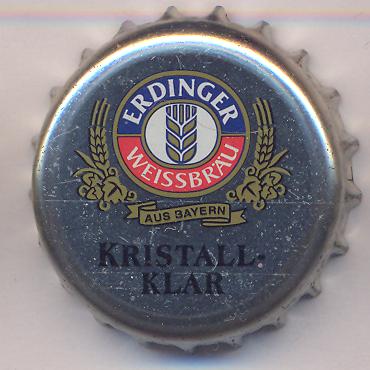 ERDINGER
WEISSBRÄU
AUS BAYERN
KRISTALL-
KLAR